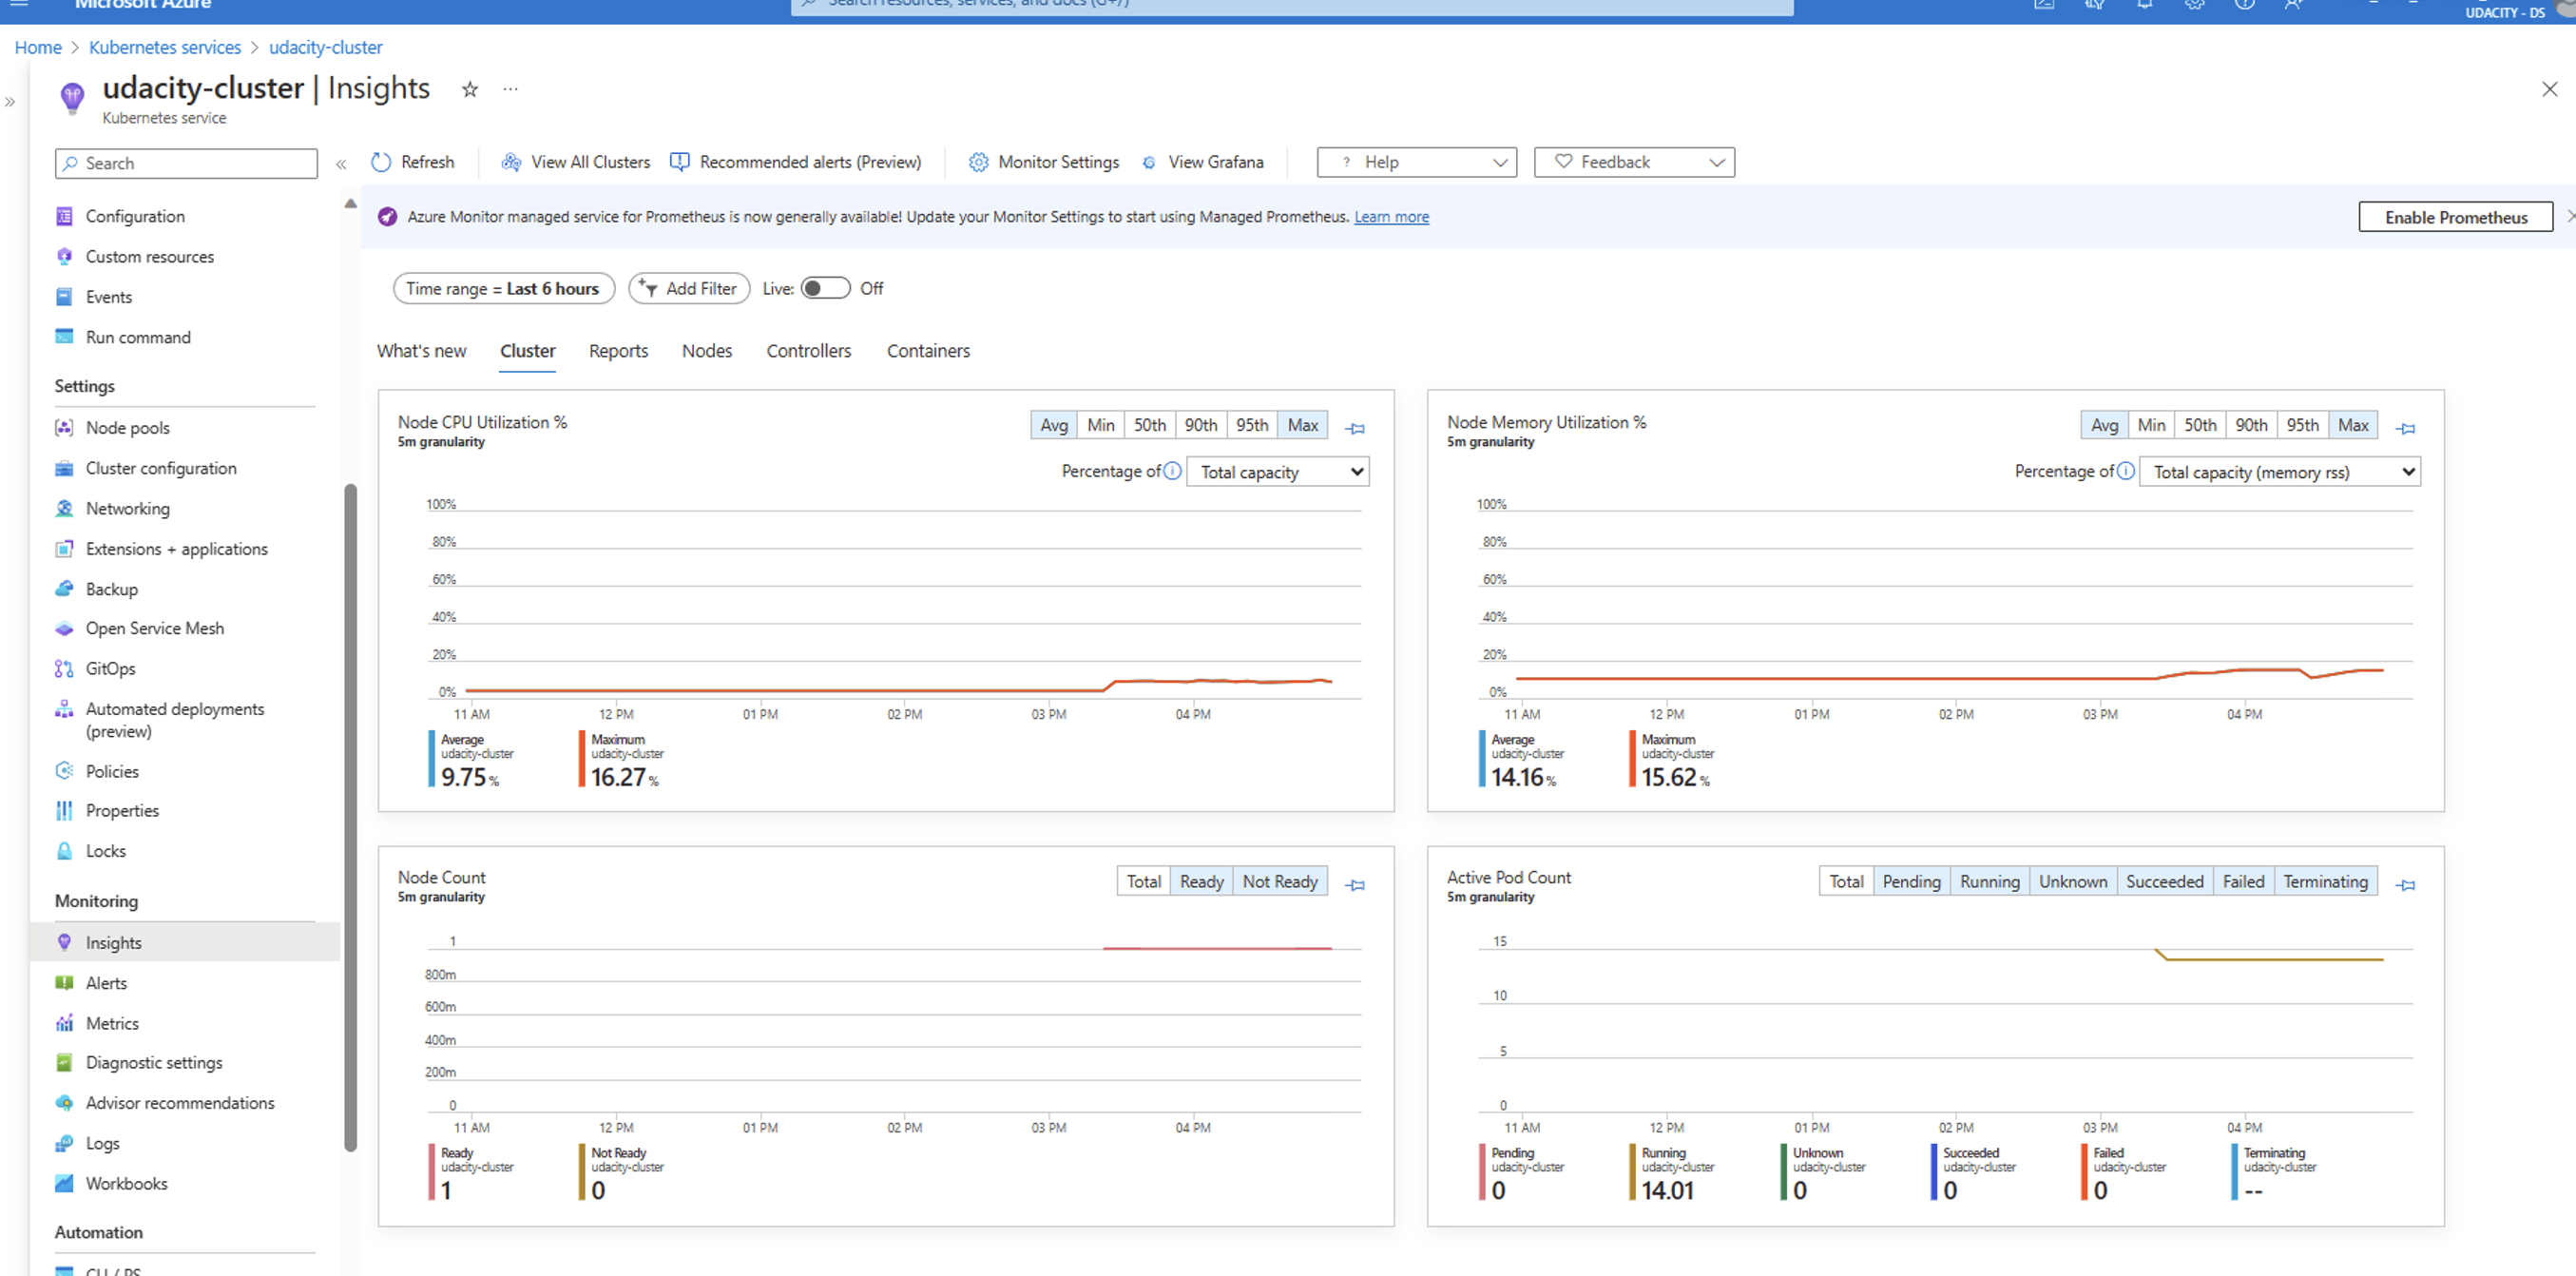 Microsoft Azure
Search resources, services, and docs (G+/)
UDACITY - DS
Home > Kubernetes services > udacity-cluster
udacity-cluster | Insights
Kubernetes service
Search
Configuration
Custom resources
Events
Run command
Settings
Node pools
Cluster configuration
Networking
Extensions + applications
Backup
Open Service Mesh
GitOps
Automated deployments
(preview)
Policies
Properties
Locks
Monitoring
Insights
Alerts
Metrics
Diagnostic settings
Advisor recommendations
Logs
Workbooks
Automation
Refresh View All Clusters Recommended alerts (Preview) Monitor Settings View Grafana ? Help Feedback
Azure Monitor managed service for Prometheus is now generally available! Update your Monitor Settings to start using Managed Prometheus. Learn more Enable Prometheus
Time range = Last 6 hours Add Filter Live: Off
What's new Cluster Reports Nodes Controllers Containers
Node CPU Utilization %
5m granularity
Avg Min 50th 90th 95th Max
Percentage of Total capacity
100%
80%
60%
40%
20%
0%
11 AM 12 PM 01 PM 02 PM 03 PM 04 PM
Average Maximum
udacity-cluster udacity-cluster
9.75 % 16.27 %
Node Memory Utilization %
5m granularity
Avg Min 50th 90th 95th Max
Percentage of Total capacity (memory rss)
100%
80%
60%
40%
20%
0%
11 AM 12 PM 01 PM 02 PM 03 PM 04 PM
Average Maximum
udacity-cluster udacity-cluster
14.16 % 15.62 %
Node Count
5m granularity
Total Ready Not Ready
1
800m
600m
400m
200m
0
11 AM 12 PM 01 PM 02 PM 03 PM 04 PM
Ready Not Ready
udacity-cluster udacity-cluster
1 0
Active Pod Count
5m granularity
Total Pending Running Unknown Succeeded Failed Terminating
15
10
5
0
11 AM 12 PM 01 PM 02 PM 03 PM 04 PM
Pending Running Unknown Succeeded Failed Terminating
udacity-cluster udacity-cluster udacity-cluster udacity-cluster udacity-cluster udacity-cluster
0 14.01 0 0 0 --